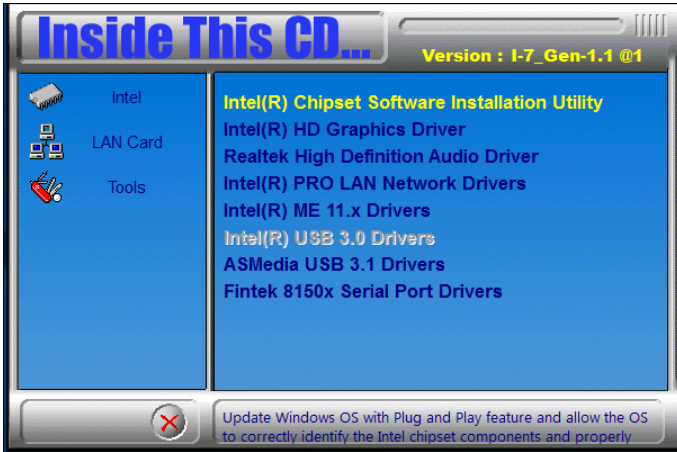 Inside This CD...
Version : I-7_Gen-1.1 @1
Intel
LAN Card
Tools
Intel(R) Chipset Software Installation Utility
Intel(R) HD Graphics Driver
Realtek High Definition Audio Driver
Intel(R) PRO LAN Network Drivers
Intel(R) ME 11.x Drivers
Intel(R) USB 3.0 Drivers
ASMedia USB 3.1 Drivers
Fintek 8150x Serial Port Drivers
Update Windows OS with Plug and Play feature and allow the OS
to correctly identify the Intel chipset components and properly